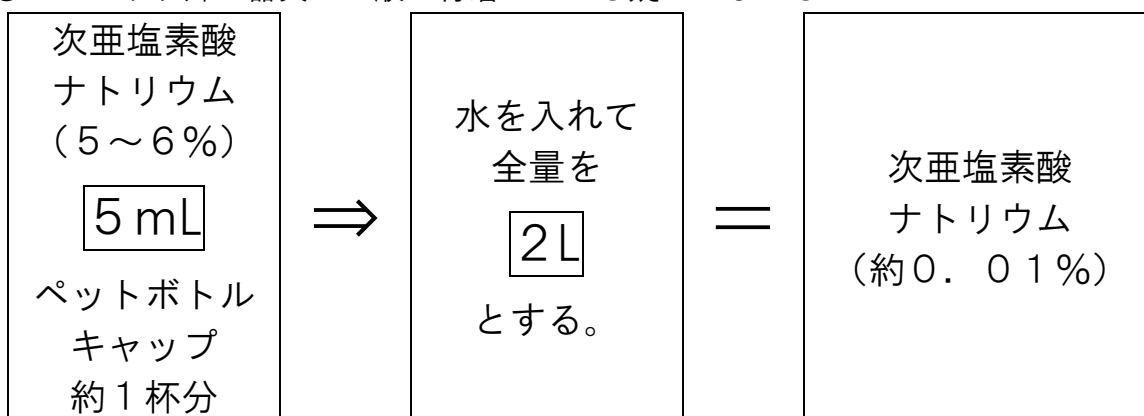 次亜塩素酸
ナトリウム
(5~6%)
5mL
ペットボトル
キャップ
約1杯分
⇒
水を入れて
全量を
2L
とする。
=
次亜塩素酸
ナトリウム
(約0.01%)